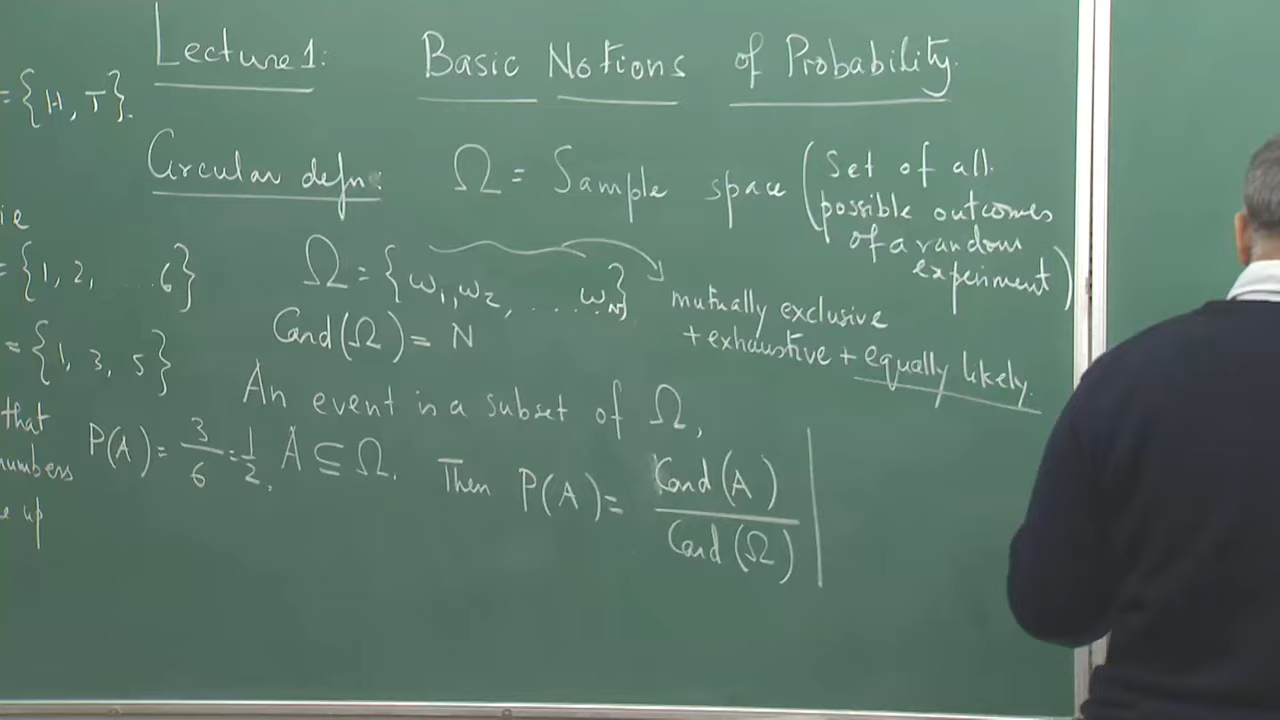 Lecture 1: Basic Notions of Probability.
= {H, T}.
Circular defn: Ω = Sample space (Set of all possible outcomes of a random experiment)
= {1, 2, ...6}
Ω = {ω₁, ω₂, ..... ω_N}
mutually exclusive
+ exhaustive + equally likely.
Card(Ω) = N
= {1, 3, 5}
An event is a subset of Ω,
that
numbers
up
P(A) = 3/6 = 1/2,
A ⊆ Ω. Then P(A) = Card(A)/Card(Ω)